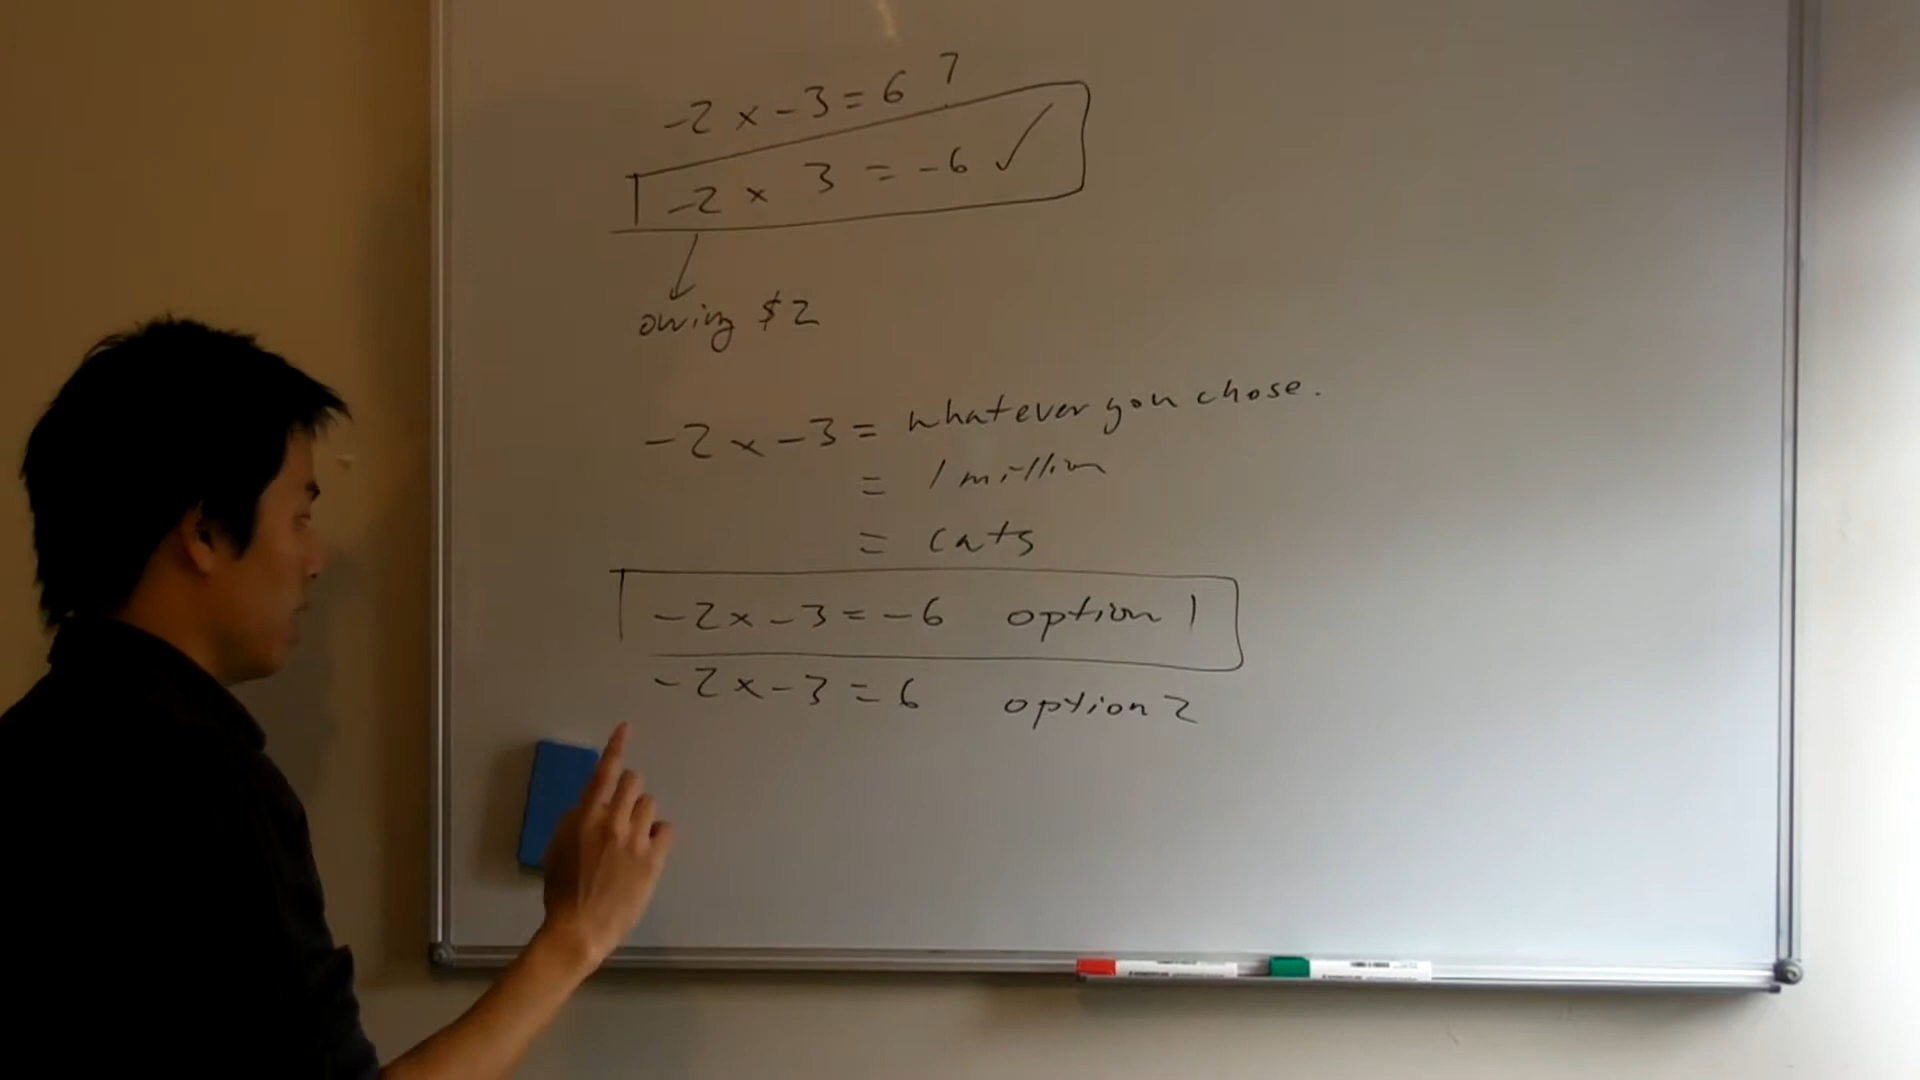 -2 x -3 = 6 ?
-2 x 3 = -6 ✓
owing $2
-2 x -3 = whatever you chose.
= 1 million
= cats
-2 x -3 = -6 option 1
-2 x -3 = 6 option 2